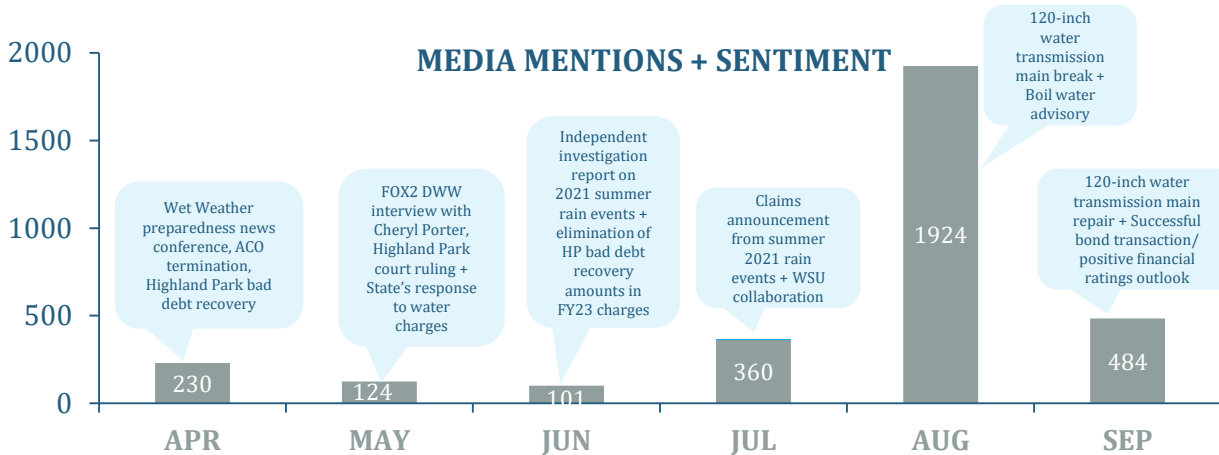 MEDIA MENTIONS + SENTIMENT
2000
1500
1000
500
0
Wet Weather
preparedness news
conference, ACO
termination,
Highland Park bad
debt recovery
FOX2 DWW
interview with
Cheryl Porter,
Highland Park
court ruling +
State’s response
to water
charges
Independent
investigation
report on
2021 summer
rain events +
elimination of
HP bad debt
recovery
amounts in
FY23 charges
Claims
announcement
from summer
2021 rain
events + WSU
collaboration
120-inch
water
transmission
main break +
Boil water
advisory
120-inch water
transmission main
repair + Successful
bond transaction/
positive financial
ratings outlook
230
124
101
360
1924
484
APR
MAY
JUN
JUL
AUG
SEP